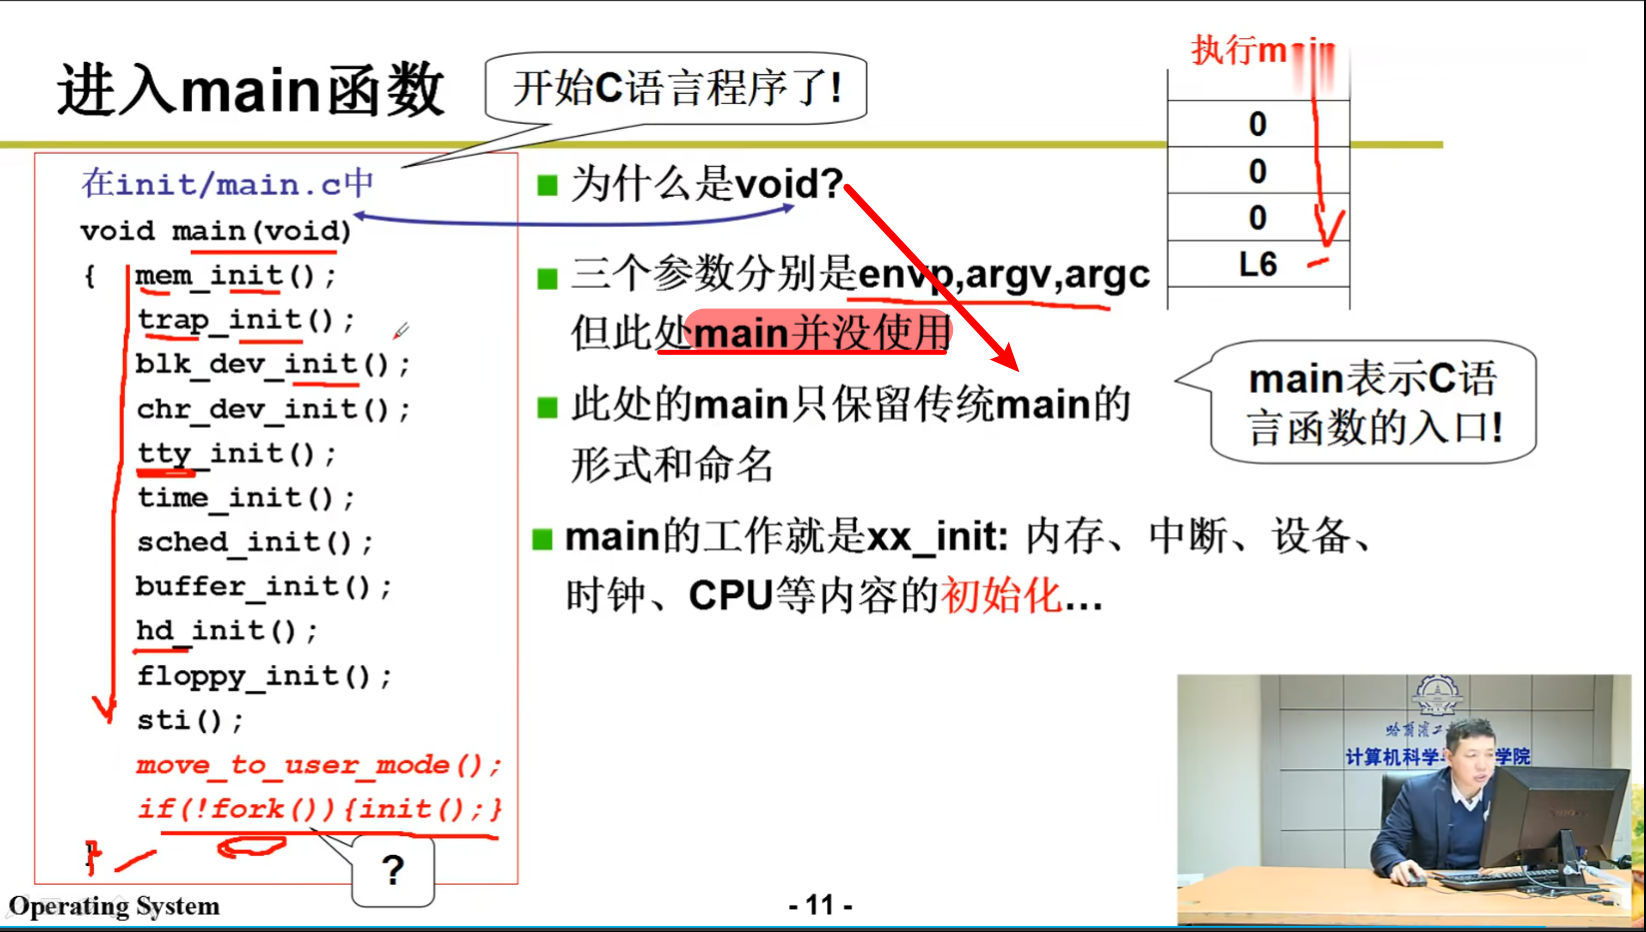 进入main函数
开始C语言程序了!
执行main
0
0
0
L6
在init/main.c中
void main(void)
{ mem_init();
trap_init();
blk_dev_init();
chr_dev_init();
tty_init();
time_init();
sched_init();
buffer_init();
hd_init();
floppy_init();
sti();
move_to_user_mode();
if(!fork()){init();}
}
?
为什么是void?
三个参数分别是envp,argv,argc
但此处main并没使用
此处的main只保留传统main的
形式和命名
main的工作就是xx_init: 内存、中断、设备、
时钟、CPU等内容的初始化...
main表示C语
言函数的入口!
计算机科学
学院
Operating System
- 11 -